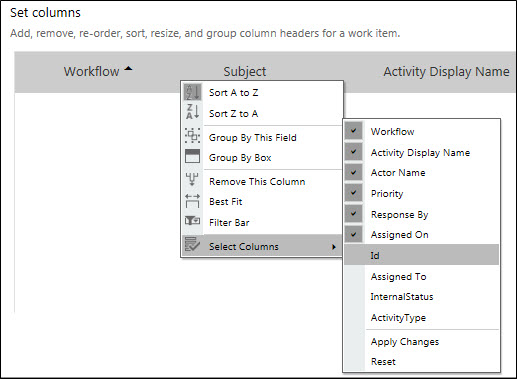 Set columns
Add, remove, re-order, sort, resize, and group column headers for a work item.
Workflow Subject Activity Display Name
Sort A to Z
Sort Z to A
Group By This Field
Group By Box
Remove This Column
Best Fit
Filter Bar
Select Columns
Workflow
Activity Display Name
Actor Name
Priority
Response By
Assigned On
Id
Assigned To
InternalStatus
ActivityType
Apply Changes
Reset